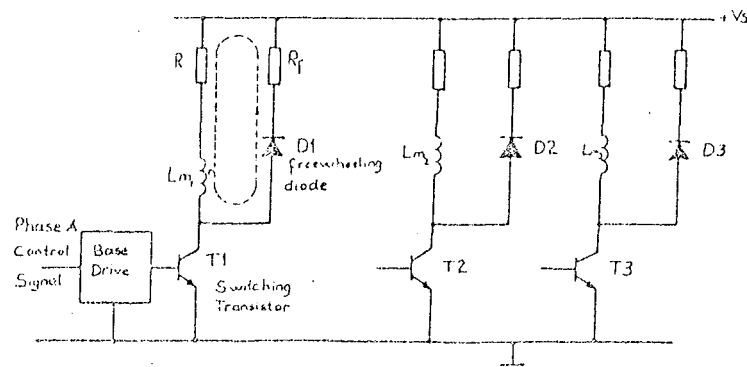 + Vs
R
Rf
D1
freewheeling
diode
Lm1
Lm2
D2
D3
Phase A
Control
Signal
Base
Drive
T1
Switching
Transistor
T2
T3